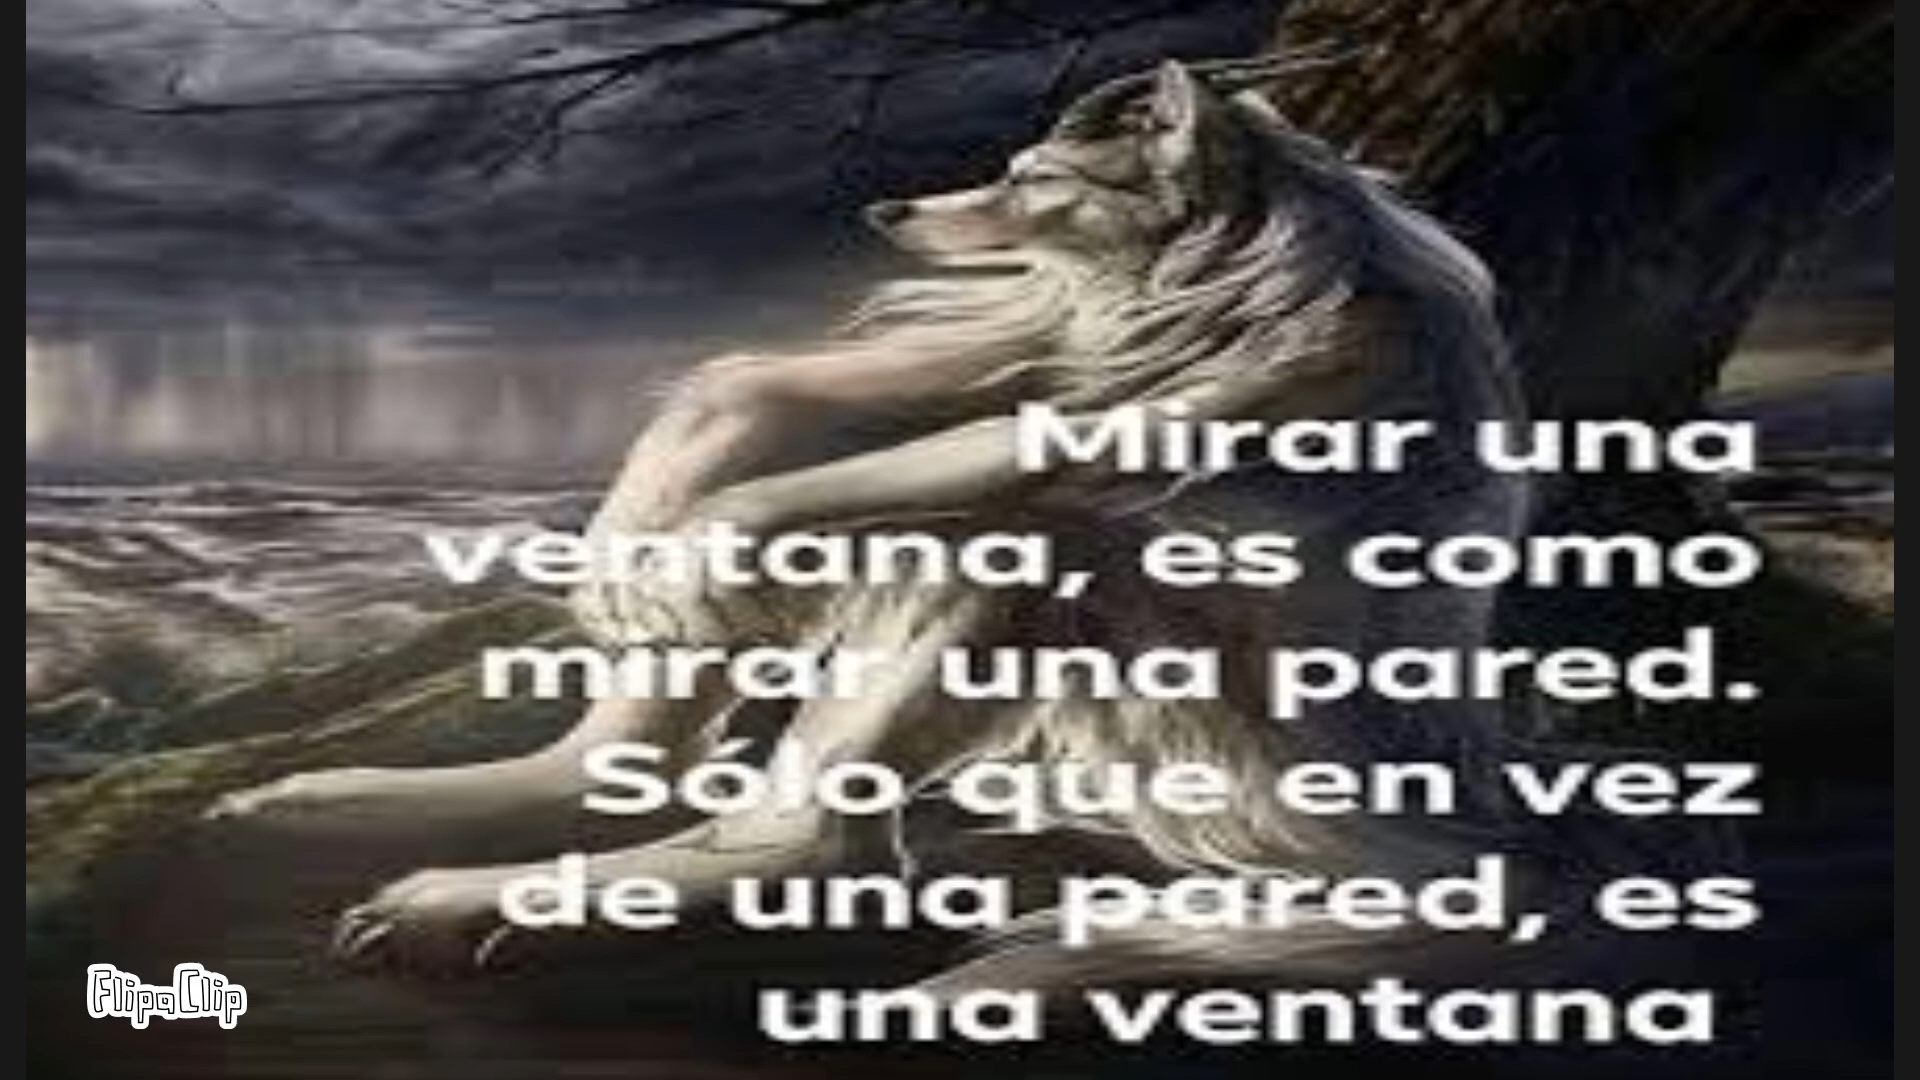 Mirar una
ventana, es como
mirar una pared.
Sólo que en vez
de una pared, es
una ventana
FlipaClip